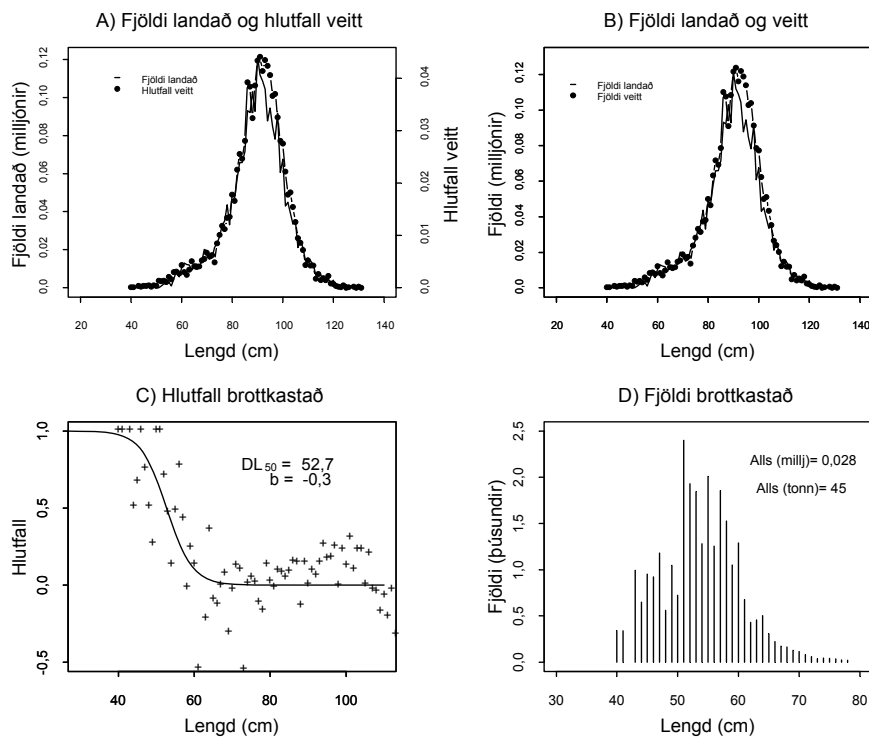 A) Fjöldi landað og hlutfall veitt
Fjöldi landað (milljónir)
0,12
0,10
0,08
0,06
0,04
0,02
0,0
Fjöldi landað
Hlutfall veitt
0,04
0,03
0,02
0,01
0,00
Hlutfall veitt
20 40 60 80 100 120 140
Lengd (cm)
B) Fjöldi landað og veitt
Fjöldi (milljónir)
0,12
0,10
0,08
0,06
0,04
0,02
0,0
Fjöldi landað
Fjöldi veitt
20 40 60 80 100 120 140
Lengd (cm)
C) Hlutfall brottkastað
Hlutfall
1,0
0,5
0,0
-0,5
DL50 = 52,7
b = -0,3
40 60 80 100
Lengd (cm)
D) Fjöldi brottkastað
Fjöldi (þúsundir)
2,5
2,0
1,5
1,0
0,5
0,0
Alls (millj)= 0,028
Alls (tonn)= 45
30 40 50 60 70 80
Lengd (cm)